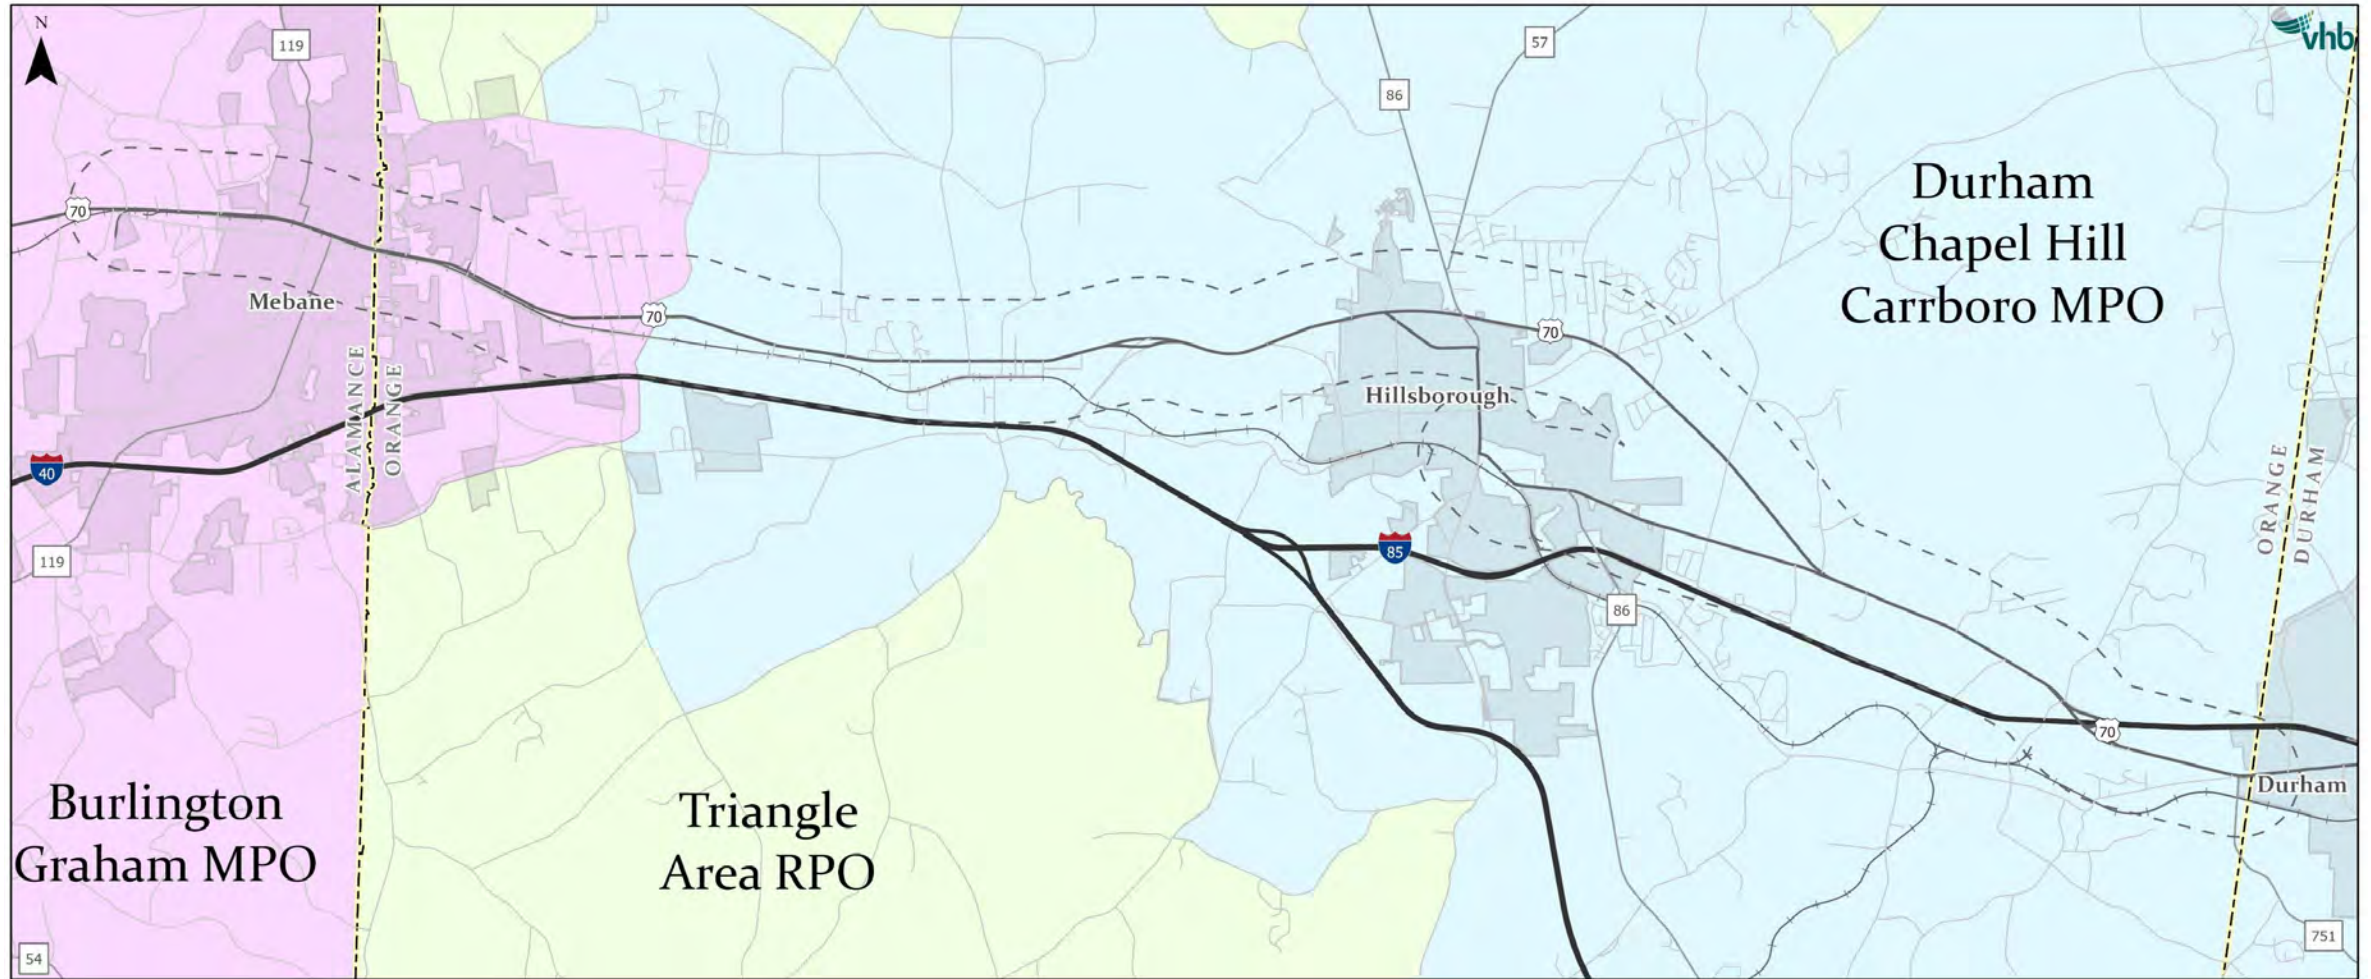 N
119
57
vhb
86
Durham
Chapel Hill
Carrboro MPO
70
Mebane
70
70
ALAMANCE
ORANGE
Hillsborough
40
ORANGE
DURHAM
85
119
86
70
Durham
Burlington
Graham MPO
Triangle
Area RPO
54
751